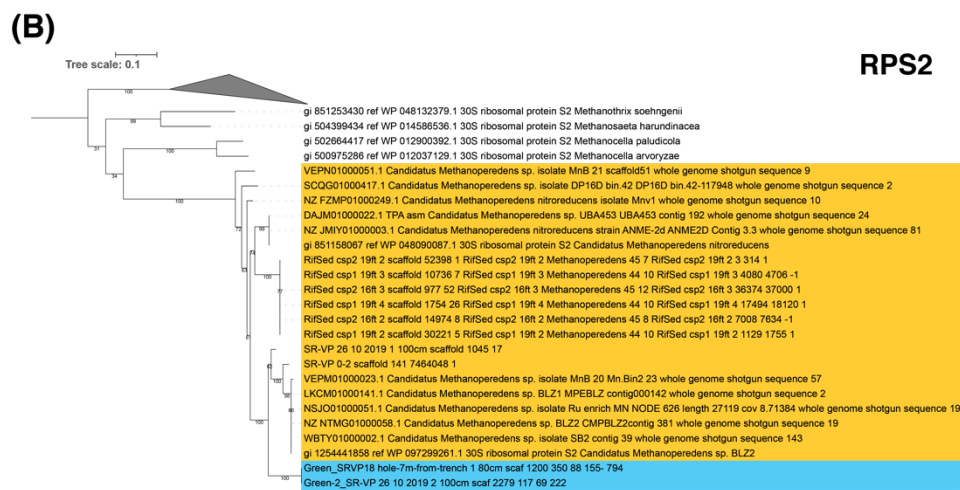 (B)
Tree scale: 0.1
RPS2
100
gi 851253430 ref WP 048132379.1 30S ribosomal protein S2 Methanothrix soehngenii
99
gi 504399434 ref WP 014586536.1 30S ribosomal protein S2 Methanosaeta harundinacea
31
gi 502664417 ref WP 012900392.1 30S ribosomal protein S2 Methanocella paludicola
100
gi 500975286 ref WP 012037129.1 30S ribosomal protein S2 Methanocella arvoryzae
34
VEPN01000051.1 Candidatus Methanoperedens sp. isolate MnB 21 scaffold51 whole genome shotgun sequence 9
100
SCQG01000417.1 Candidatus Methanoperedens sp. isolate DP16D bin.42 DP16D bin.42-117948 whole genome shotgun sequence 2
NZ FZMP01000249.1 Candidatus Methanoperedens nitroreducens isolate Mnv1 whole genome shotgun sequence 10
DAJM01000022.1 TPA asm Candidatus Methanoperedens sp. UBA453 UBA453 contig 192 whole genome shotgun sequence 24
72
99
NZ JMIY01000003.1 Candidatus Methanoperedens nitroreducens strain ANME-2d ANME2D Contig 3.3 whole genome shotgun sequence 81
gi 851158067 ref WP 048090087.1 30S ribosomal protein S2 Candidatus Methanoperedens nitroreducens
74
RifSed csp2 19ft 2 scaffold 52398 1 RifSed csp2 19ft 2 Methanoperedens 45 7 RifSed csp2 19ft 2 3 314 1
100
RifSed csp1 19ft 3 scaffold 10736 7 RifSed csp1 19ft 3 Methanoperedens 44 10 RifSed csp1 19ft 3 4080 4706 -1
RifSed csp2 16ft 3 scaffold 977 52 RifSed csp2 16ft 3 Methanoperedens 45 12 RifSed csp2 16ft 3 36374 37000 1
77
RifSed csp1 19ft 4 scaffold 1754 26 RifSed csp1 19ft 4 Methanoperedens 44 10 RifSed csp1 19ft 4 17494 18120 1
RifSed csp2 16ft 2 scaffold 14974 8 RifSed csp2 16ft 2 Methanoperedens 45 8 RifSed csp2 16ft 2 7008 7634 -1
RifSed csp1 19ft 2 scaffold 30221 5 RifSed csp1 19ft 2 Methanoperedens 44 10 RifSed csp1 19ft 2 1129 1755 1
SR-VP 26 10 2019 1 100cm scaffold 1045 17
SR-VP 0-2 scaffold 141 7464048 1
VEPM01000023.1 Candidatus Methanoperedens sp. isolate MnB 20 Mn.Bin2 23 whole genome shotgun sequence 57
100
LKCM01000141.1 Candidatus Methanoperedens sp. BLZ1 MPEBLZ contig000142 whole genome shotgun sequence 2
98
NSJO01000051.1 Candidatus Methanoperedens sp. isolate Ru enrich MN NODE 626 length 27119 cov 8.71384 whole genome shotgun sequence 19
60
NZ NTMG01000058.1 Candidatus Methanoperedens sp. BLZ2 CMPBLZ2contig 381 whole genome shotgun sequence 19
100
WBTY01000002.1 Candidatus Methanoperedens sp. isolate SB2 contig 39 whole genome shotgun sequence 143
gi 1254441858 ref WP 097299261.1 30S ribosomal protein S2 Candidatus Methanoperedens sp. BLZ2
Green_SRVP18 hole-7m-from-trench 1 80cm scaf 1200 350 88 155- 794
100
Green-2_SR-VP 26 10 2019 2 100cm scaf 2279 117 69 222